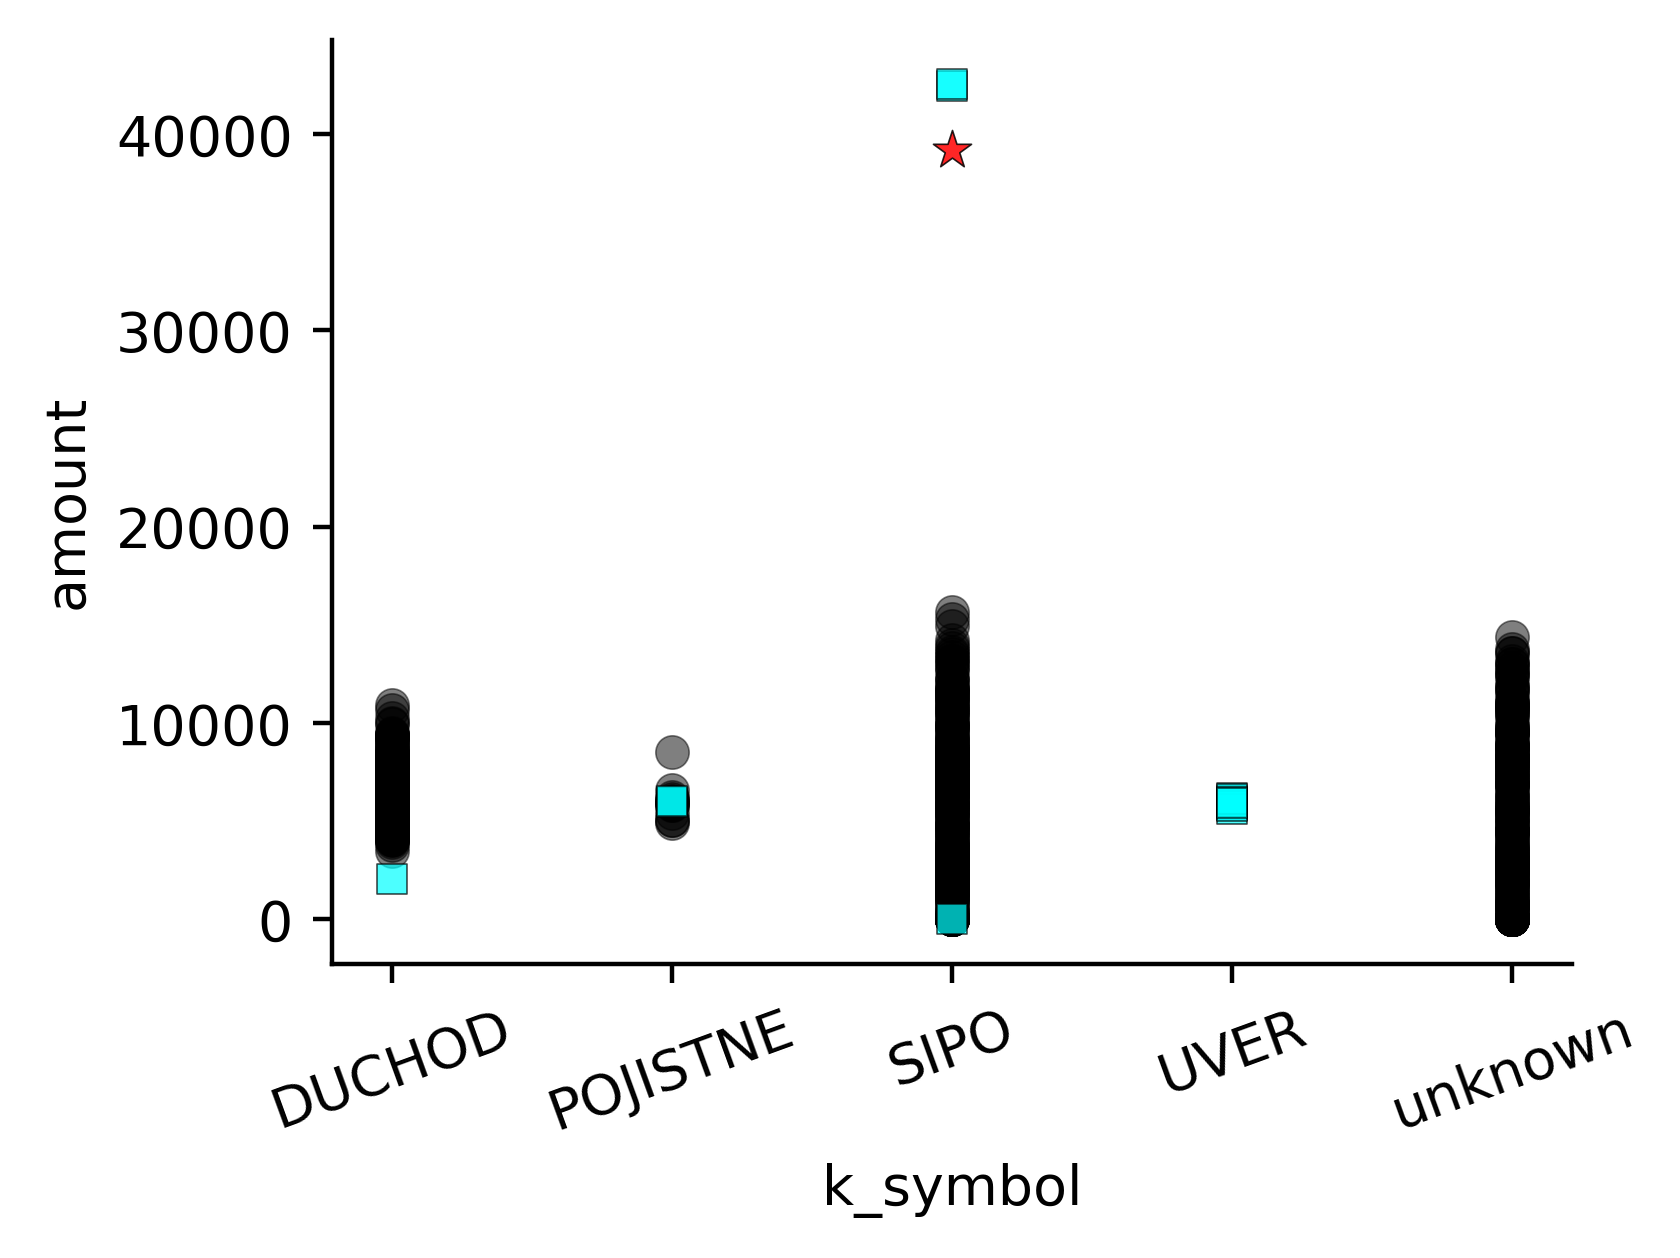 40000
30000
20000
10000
0
amount
DUCHOD
POJISTNE
SIPO
UVER
unknown
k_symbol